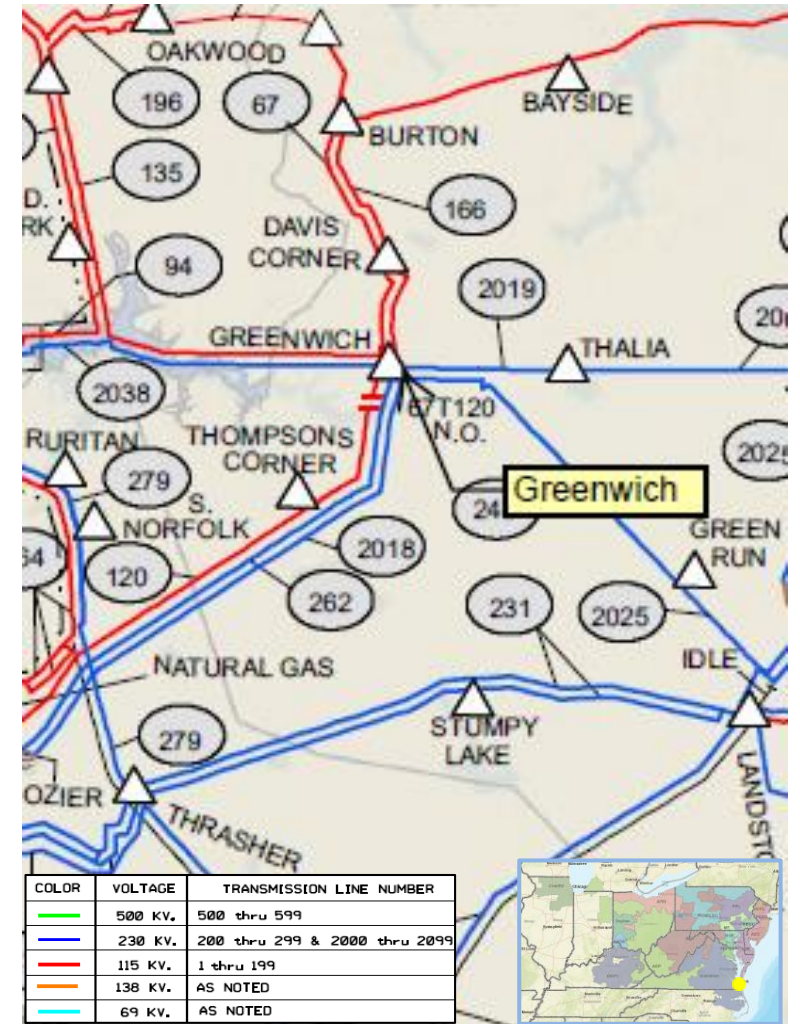 OAKWOOD
196
67
BAYSIDE
BURTON
135
D.
RK
166
DAVIS
CORNER
94
2019
GREENWICH
THALIA
2038
67T120
N.O.
RURITAN
THOMPSONS
CORNER
279
Greenwich
S.
NORFOLK
2018
GREEN
RUN
120
262
231
2025
IDLE
NATURAL GAS
279
STUMPY
LAKE
OZIER
THRASHER
COLOR VOLTAGE TRANSMISSION LINE NUMBER
500 KV. 500 thru 599
230 KV. 200 thru 299 & 2000 thru 2099
115 KV. 1 thru 199
138 KV. AS NOTED
69 KV. AS NOTED